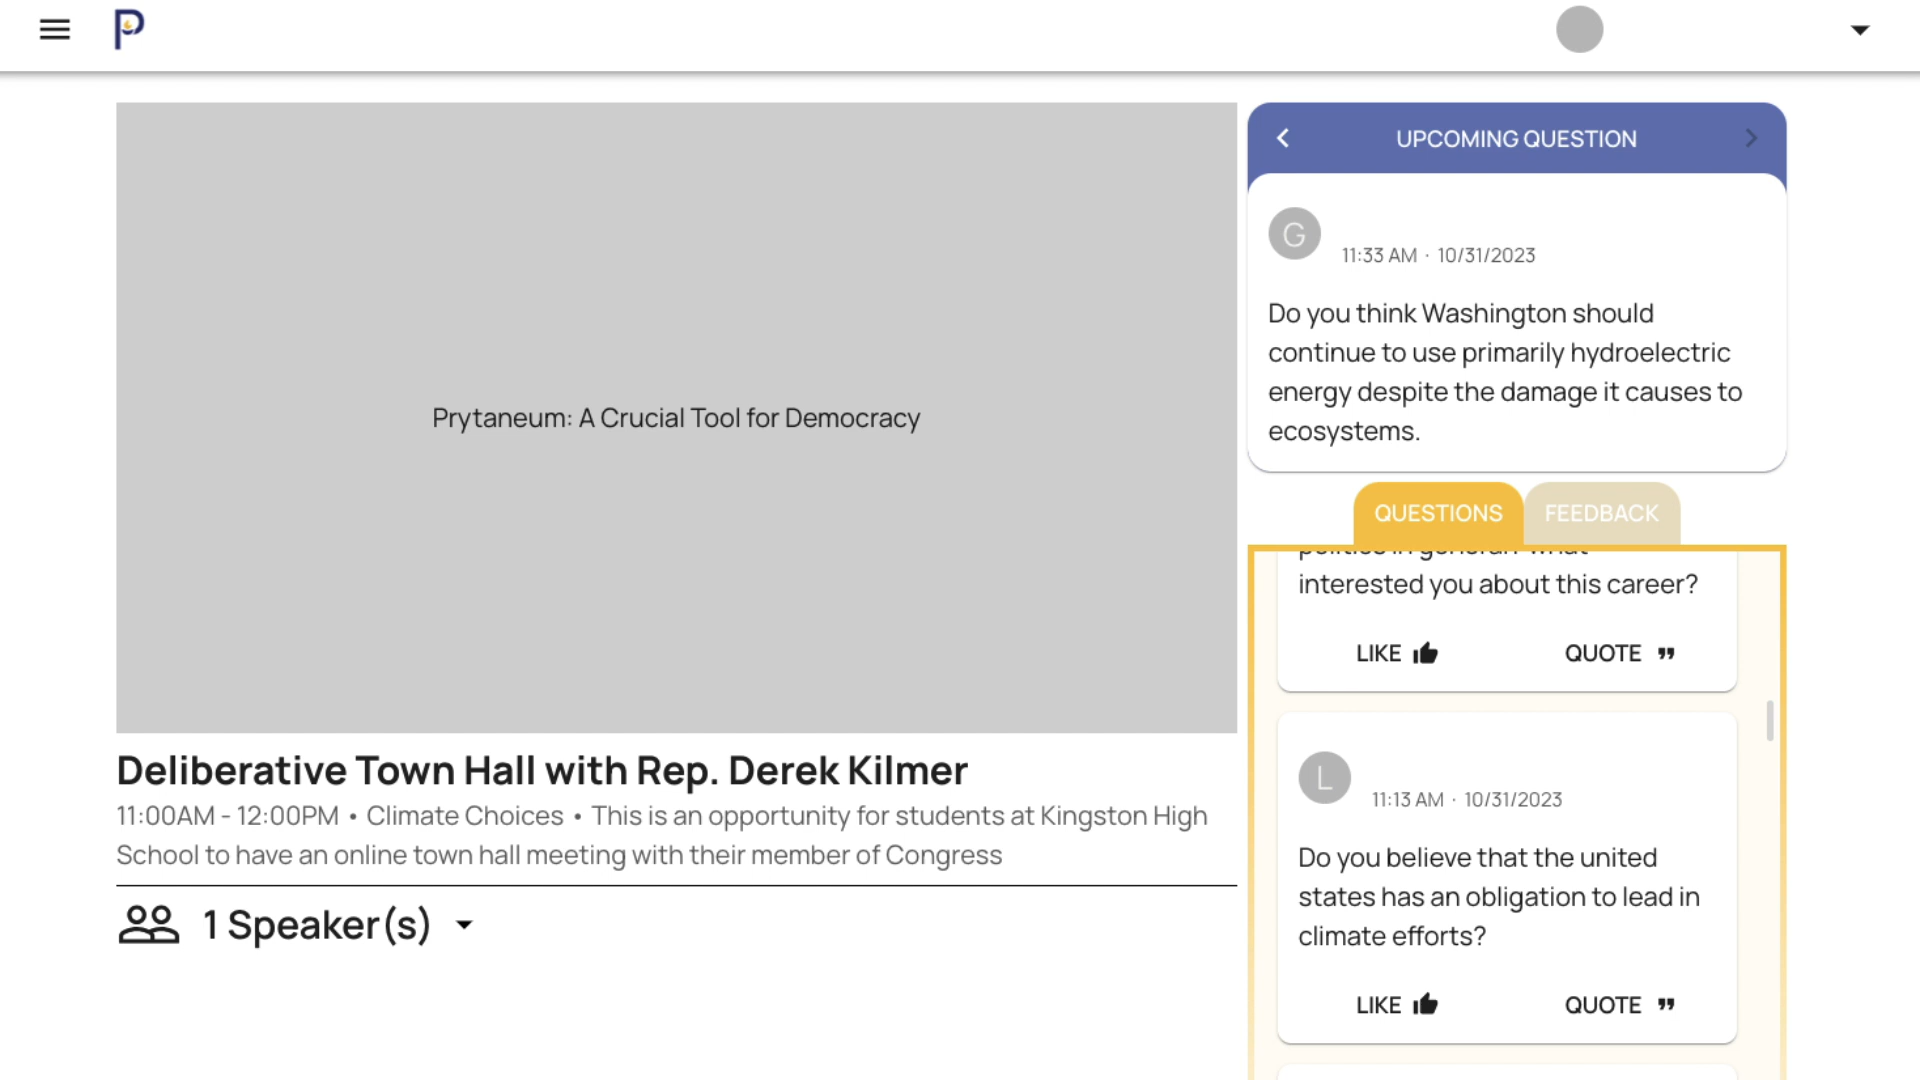 P
Prytaneum: A Crucial Tool for Democracy
Deliberative Town Hall with Rep. Derek Kilmer
11:00AM - 12:00PM • Climate Choices • This is an opportunity for students at Kingston High
School to have an online town hall meeting with their member of Congress
1 Speaker(s)
UPCOMING QUESTION
G
11:33 AM · 10/31/2023
Do you think Washington should
continue to use primarily hydroelectric
energy despite the damage it causes to
ecosystems.
QUESTIONS FEEDBACK
interested you about this career?
LIKE QUOTE
L
11:13 AM · 10/31/2023
Do you believe that the united
states has an obligation to lead in
climate efforts?
LIKE QUOTE